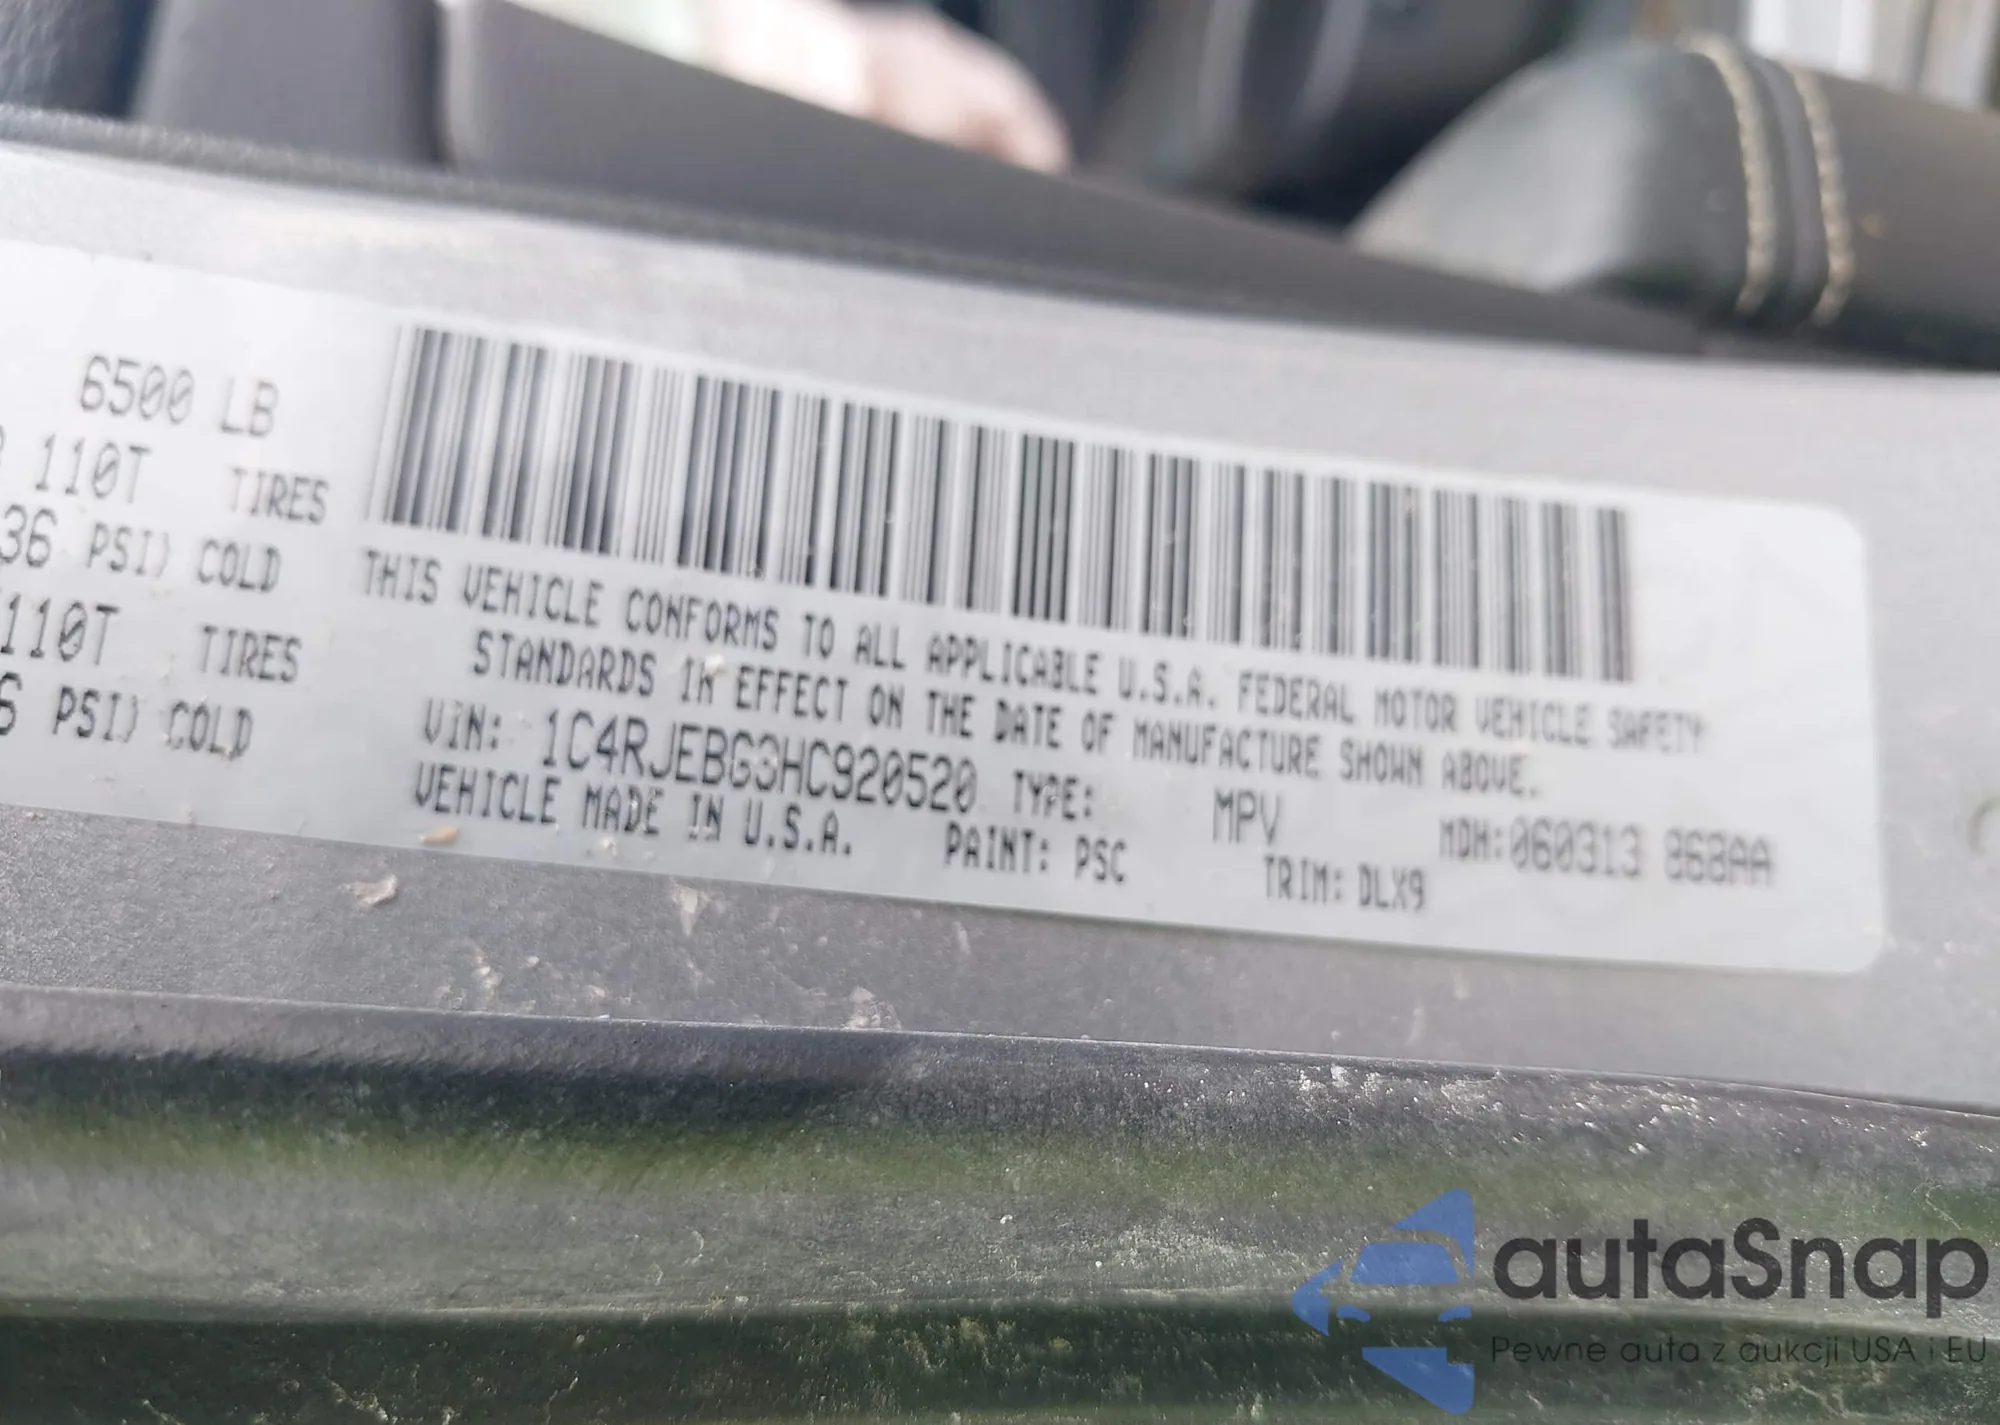 6500 LB
110T TIRES
36 PSI) COLD
110T TIRES
6 PSI) COLD
THIS VEHICLE CONFORMS TO ALL APPLICABLE U.S.A. FEDERAL MOTOR VEHICLE SAFETY
STANDARDS IN EFFECT ON THE DATE OF MANUFACTURE SHOWN ABOVE.
VIN: 1C4RJEBG3HC920520 TYPE: MPV MDH:060313 868AA
VEHICLE MADE IN U.S.A. PAINT: PSC TRIM: DLX9
autaSnap
Pewne auta z aukcji USA i EU